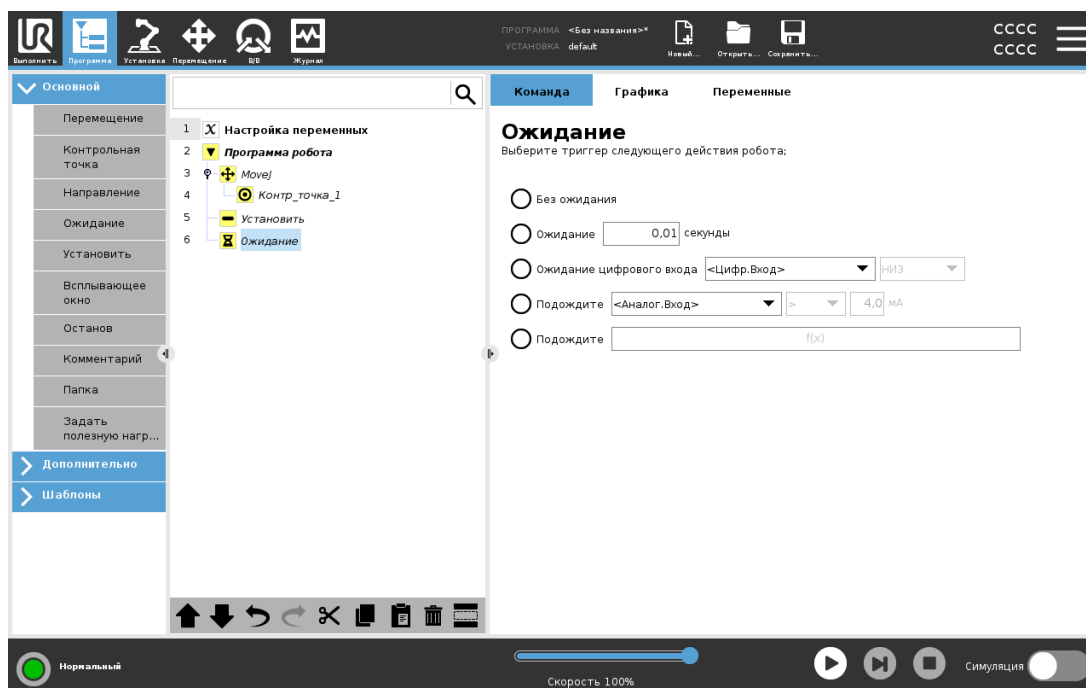 UR
Выполнить
Программа
Установка
Перемещение
В/В
Журнал
ПРОГРАММА <Без названия>*
УСТАНОВКА default
Новый...
Открыть...
Сохранить...
CCCC
CCCC
Основной
Перемещение
Контрольная
точка
Направление
Ожидание
Установить
Всплывающее
окно
Останов
Комментарий
Папка
Задать
полезную нагр...
Дополнительно
Шаблоны
1 X Настройка переменных
2 Программа робота
3 MoveJ
4 Контр_точка_1
5 Установить
6 Ожидание
Команда Графика Переменные
Ожидание
Выберите триггер следующего действия робота;
Без ожидания
Ожидание 0,01 секунды
Ожидание цифрового входа <Цифр.Вход> НИЗ
Подождите <Аналог.Вход> > 4,0 мА
Подождите f(x)
Нормальный
Скорость 100%
Симуляция